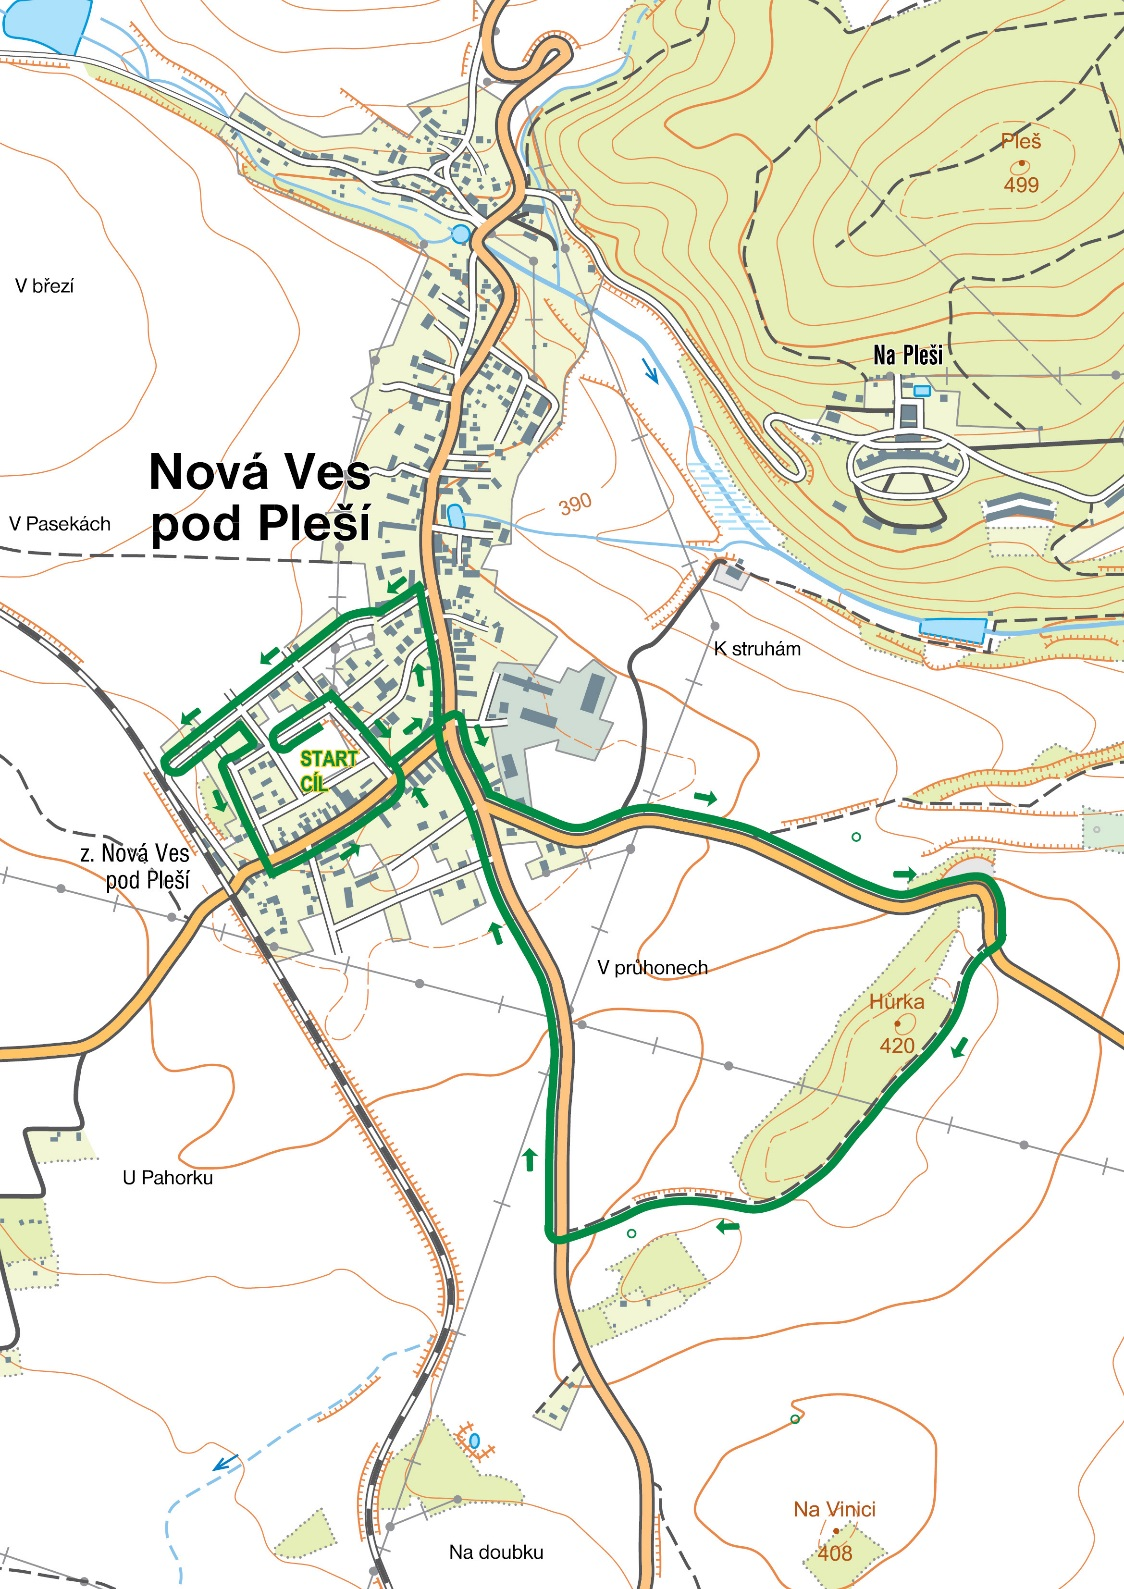 Pleš
499
V březí
Na Pleši
Nová Ves
pod Pleší
390
V Pasekách
K struhám
START
CÍL
z. Nová Ves
pod Pleší
V průhonech
Hůrka
420
U Pahorku
Na Vinici
408
Na doubku